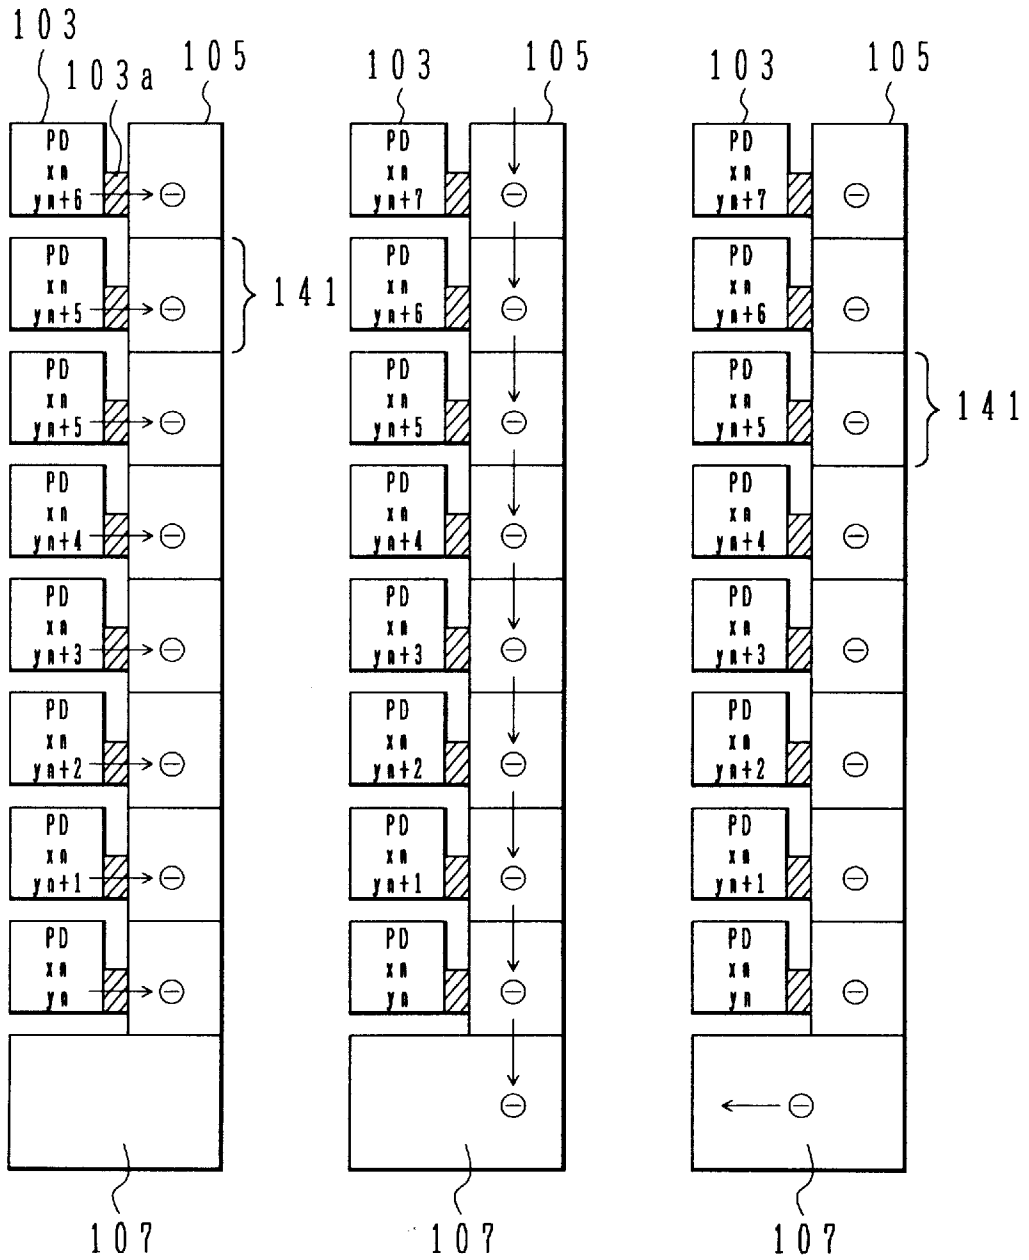 103
103a
105
PD
xn
yn+6
PD
xn
yn+5
141
PD
xn
yn+5
PD
xn
yn+4
PD
xn
yn+3
PD
xn
yn+2
PD
xn
yn+1
PD
xn
yn
107
103
105
PD
xn
yn+7
PD
xn
yn+6
PD
xn
yn+5
PD
xn
yn+4
PD
xn
yn+3
PD
xn
yn+2
PD
xn
yn+1
PD
xn
yn
107
103
105
PD
xn
yn+7
PD
xn
yn+6
PD
xn
yn+5
141
PD
xn
yn+4
PD
xn
yn+3
PD
xn
yn+2
PD
xn
yn+1
PD
xn
yn
107